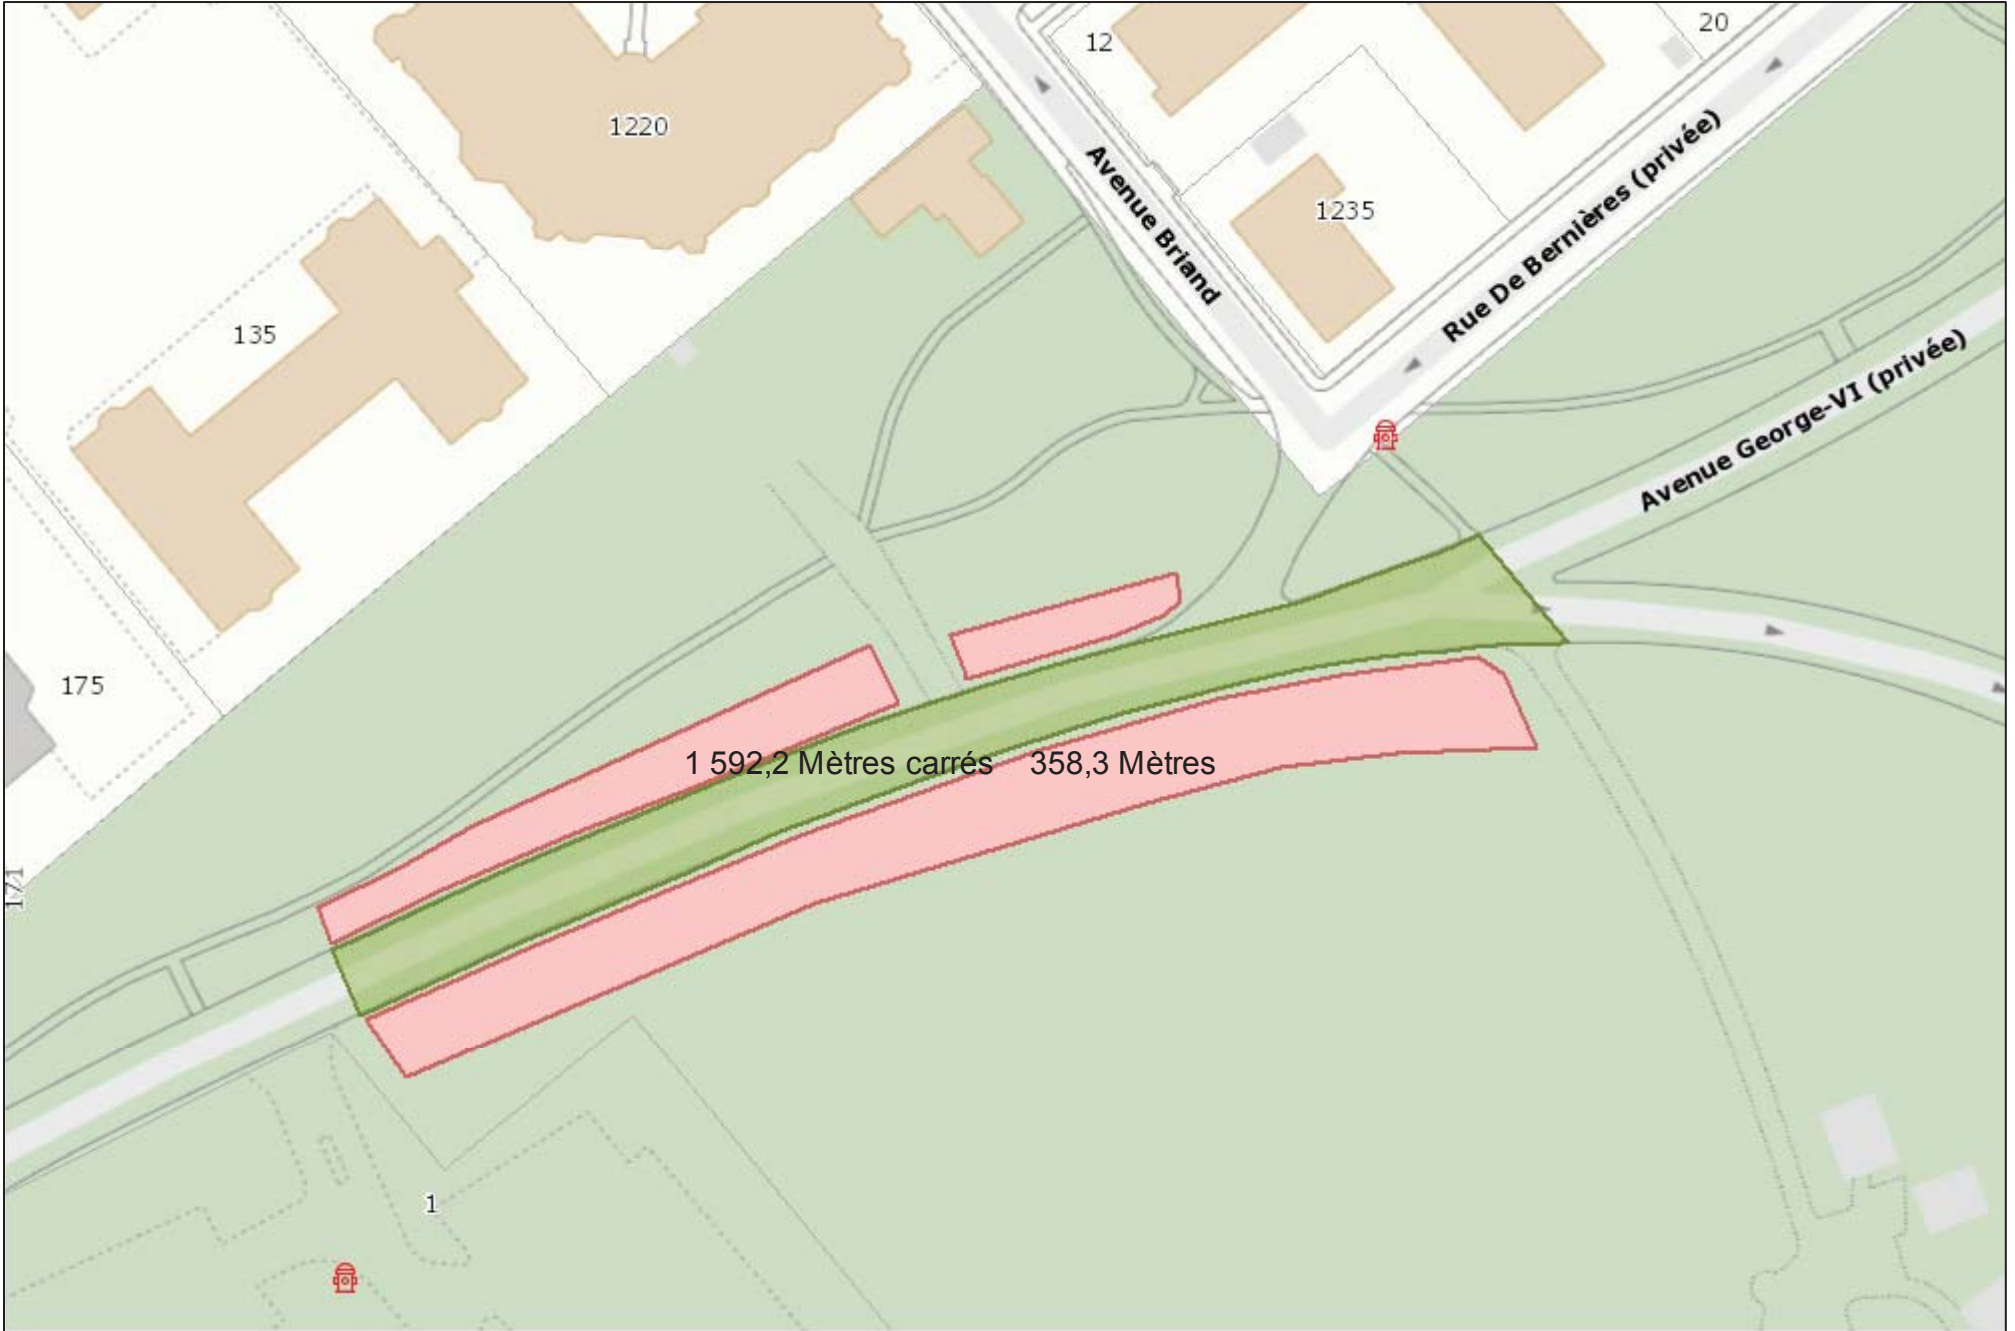 20
12
1220
Avenue Briand
Rue De Bernières (privée)
1235
135
Avenue George-VI (privée)
175
1 592,2 Mètres carrés
358,3 Mètres
171
1